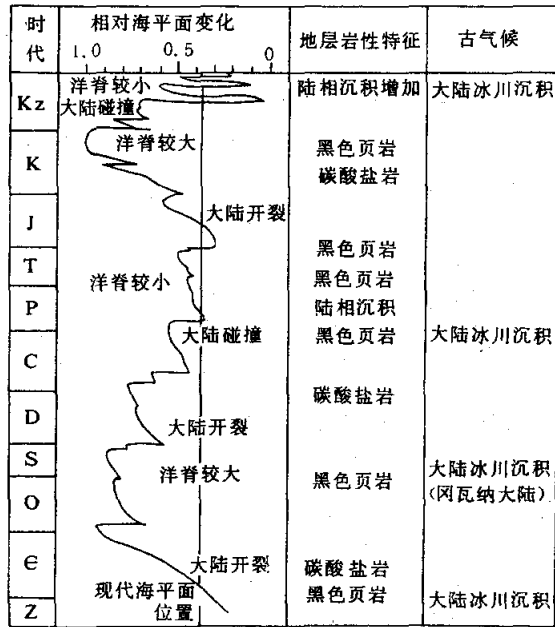 时代 相对海平面变化 地层岩性特征 古气候
1.0 0.5 0
洋脊较小 陆相沉积增加 大陆冰川沉积
Kz 大陆碰撞
洋脊较大 黑色页岩
K 碳酸盐岩
J 大陆开裂
黑色页岩
T 洋脊较小 黑色页岩
P 陆相沉积
大陆碰撞 黑色页岩 大陆冰川沉积
C
碳酸盐岩
D 大陆开裂
S 洋脊较大 黑色页岩 大陆冰川沉积
O (冈瓦纳大陆)
Є 大陆开裂 碳酸盐岩
现代海平面 黑色页岩
Z 位置 大陆冰川沉积